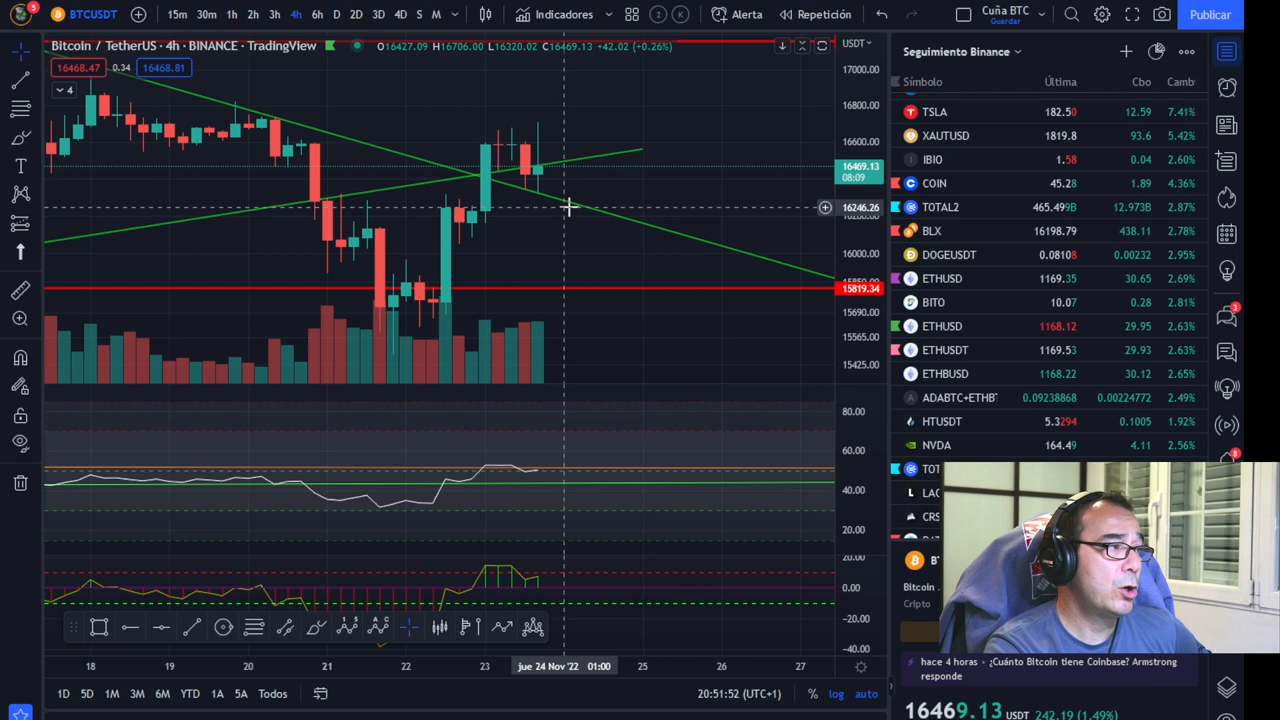 5
BTCUSDT
15m 30m 1h 2h 3h 4h 6h D 2D 3D 4D S M
Indicadores
2 K
Alerta
Repetición
Cuña BTC
Guardar
Publicar
Bitcoin / TetherUS · 4h · BINANCE · TradingView
O16427.09 H16706.00 L16320.02 C16469.13 +42.02 (+0.26%)
USDT
16468.47 0.34 16468.81
4
17000.00
16800.00
16600.00
16469.13
08:09
16246.26
16000.00
15819.34
15690.00
15565.00
15425.00
80.00
60.00
40.00
20.00
0.00
-20.00
-40.00
18 19 20 21 22 23 jue 24 Nov '22 01:00 25 26 27
1D 5D 1M 3M 6M YTD 1A 5A Todos
20:51:52 (UTC+1)
% log auto
Seguimiento Binance
Símbolo Última Cbo Camb
TSLA 182.50 12.59 7.41%
XAUTUSD 1819.8 93.6 5.42%
IBIO 1.58 0.04 2.60%
COIN 45.28 1.89 4.36%
TOTAL2 465.499B 12.973B 2.87%
BLX 16198.79 438.11 2.78%
DOGEUSDT 0.08108 0.00232 2.95%
ETHUSD 1169.35 30.65 2.69%
BITO 10.07 0.28 2.81%
ETHUSD 1168.12 29.95 2.63%
ETHUSDT 1169.53 29.93 2.63%
ETHBUSD 1168.22 30.12 2.65%
ADABTC+ETHB 0.09238868 0.00224772 2.49%
HTUSDT 5.3294 0.1005 1.92%
NVDA 164.49 4.11 2.56%
TOT
LAC
CRS
3
8
Bitcoin
Cripto
hace 4 horas · ¿Cuánto Bitcoin tiene Coinbase? Armstrong
responde
16469.13 USDT 242.19 (1.49%)